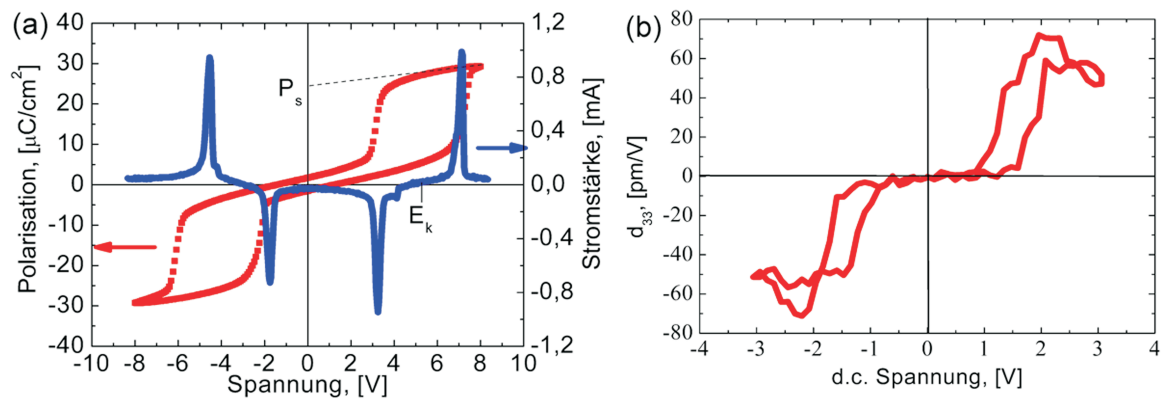 (a)
Polarisation, [µC/cm²]
40
30
20
10
0
-10
-20
-30
-40
P_s
E_k
1,2
0,8
0,4
0,0
-0,4
-0,8
-1,2
Stromstärke, [mA]
-10 -8 -6 -4 -2 0 2 4 6 8 10
Spannung, [V]
(b)
d₃₃, [pm/V]
80
60
40
20
0
-20
-40
-60
-80
-4 -3 -2 -1 0 1 2 3 4
d.c. Spannung, [V]